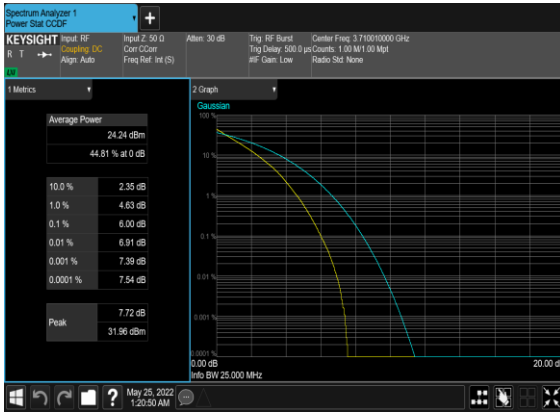 Spectrum Analyzer 1
Power Stat CCDF
KEYSIGHT
R T
LW
Input: RF
Coupling: DC
Align: Auto
Input Z: 50 Ω
Corr CCorr
Freq Ref: Int (S)
Atten: 30 dB
Trig: RF Burst
Trig Delay: 500.0 µs
#IF Gain: Low
Center Freq: 3.710010000 GHz
Counts: 1.00 M/1.00 Mpt
Radio Std: None
1 Metrics
Average Power
24.24 dBm
44.81 % at 0 dB
10.0 % 2.35 dB
1.0 % 4.63 dB
0.1 % 6.00 dB
0.01 % 6.91 dB
0.001 % 7.39 dB
0.0001 % 7.54 dB
Peak
7.72 dB
31.96 dBm
2 Graph
Gaussian
100 %
10 %
1 %
0.1 %
0.01 %
0.001 %
0.0001 %
0.00 dB
20.00 d
Info BW 25.000 MHz
?
May 25, 2022
1:20:50 AM